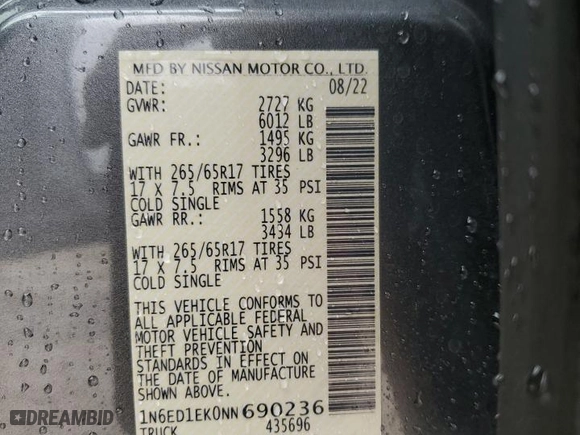 MFD BY NISSAN MOTOR CO., LTD.
DATE: 08/22
GVWR: 2727 KG
6012 LB
GAWR FR.: 1495 KG
3296 LB
WITH 265/65R17 TIRES
17 X 7.5 RIMS AT 35 PSI
COLD SINGLE
GAWR RR.: 1558 KG
3434 LB
WITH 265/65R17 TIRES
17 X 7.5 RIMS AT 35 PSI
COLD SINGLE
THIS VEHICLE CONFORMS TO
ALL APPLICABLE FEDERAL
MOTOR VEHICLE SAFETY AND
THEFT PREVENTION
STANDARDS IN EFFECT ON
THE DATE OF MANUFACTURE
SHOWN ABOVE.
1N6ED1EK0NN690236
TRUCK 435696
DREAMBID